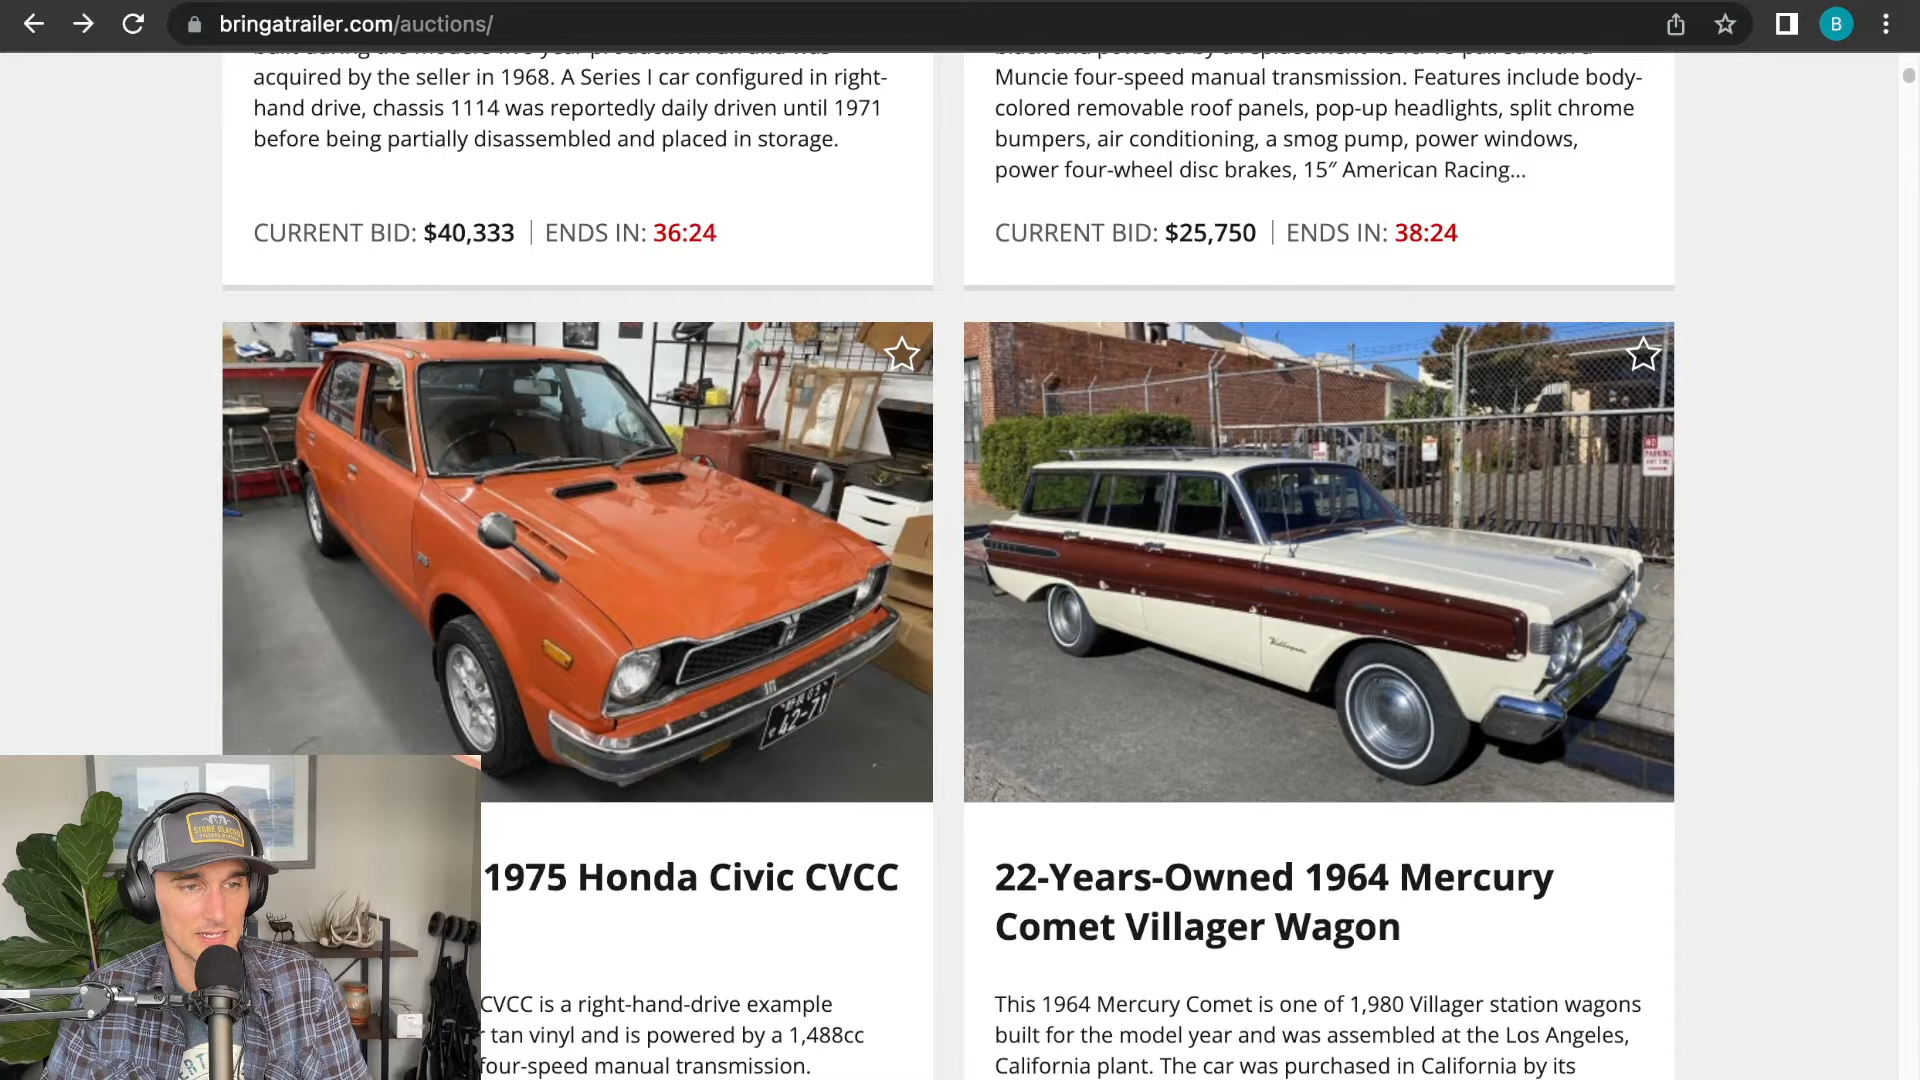 bringatrailer.com/auctions/
B
acquired by the seller in 1968. A Series I car configured in right-
hand drive, chassis 1114 was reportedly daily driven until 1971
before being partially disassembled and placed in storage.
CURRENT BID: $40,333 | ENDS IN: 36:24
Muncie four-speed manual transmission. Features include body-
colored removable roof panels, pop-up headlights, split chrome
bumpers, air conditioning, a smog pump, power windows,
power four-wheel disc brakes, 15″ American Racing...
CURRENT BID: $25,750 | ENDS IN: 38:24
42-71
NO
PARKING
Villager
STONE GLACIER
1975 Honda Civic CVCC
CVCC is a right-hand-drive example
tan vinyl and is powered by a 1,488cc
four-speed manual transmission.
22-Years-Owned 1964 Mercury
Comet Villager Wagon
This 1964 Mercury Comet is one of 1,980 Villager station wagons
built for the model year and was assembled at the Los Angeles,
California plant. The car was purchased in California by its